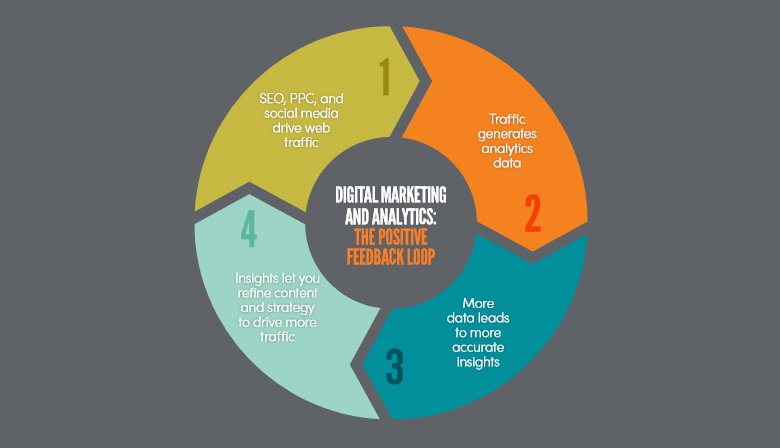 1
SEO, PPC, and
social media
drive web
traffic
Traffic
generates
analytics
data
2
DIGITAL MARKETING
AND ANALYTICS:
THE POSITIVE
FEEDBACK LOOP
More
data leads
to more
accurate
insights
3
4
Insights let you
refine content
and strategy
to drive more
traffic